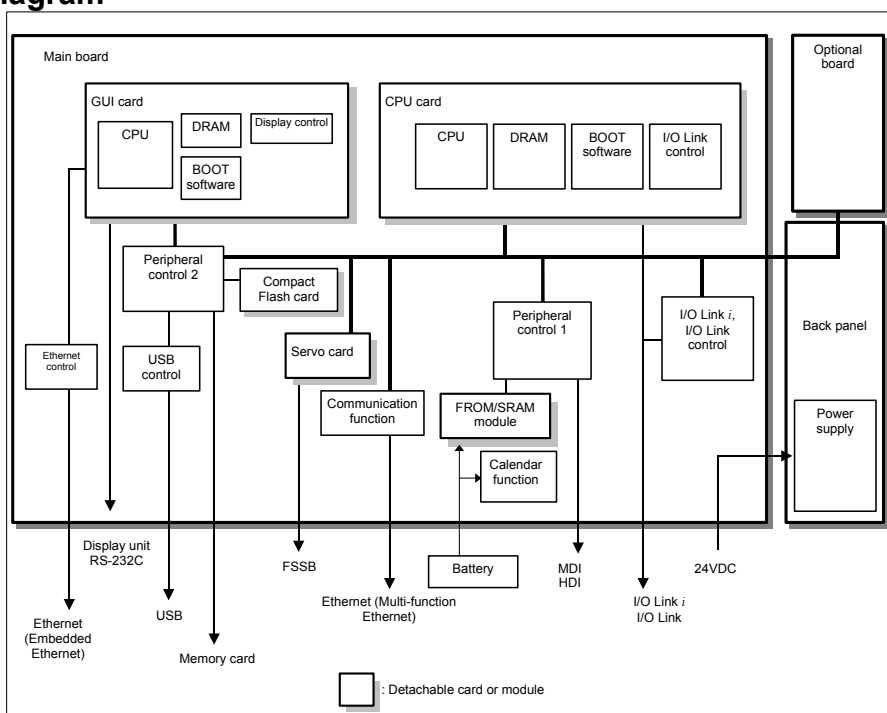 Main board
Optional
board
GUI card
CPU card
CPU
DRAM
Display control
BOOT
software
CPU
DRAM
BOOT
software
I/O Link
control
Peripheral
control 2
Compact
Flash card
Peripheral
control 1
I/O Link i,
I/O Link
control
Back panel
Ethernet
control
USB
control
Servo card
Communication
function
FROM/SRAM
module
Power
supply
Calendar
function
Display unit
RS-232C
FSSB
Battery
MDI
HDI
24VDC
Ethernet
(Embedded
Ethernet)
USB
Ethernet (Multi-function
Ethernet)
I/O Link i
I/O Link
Memory card
: Detachable card or module